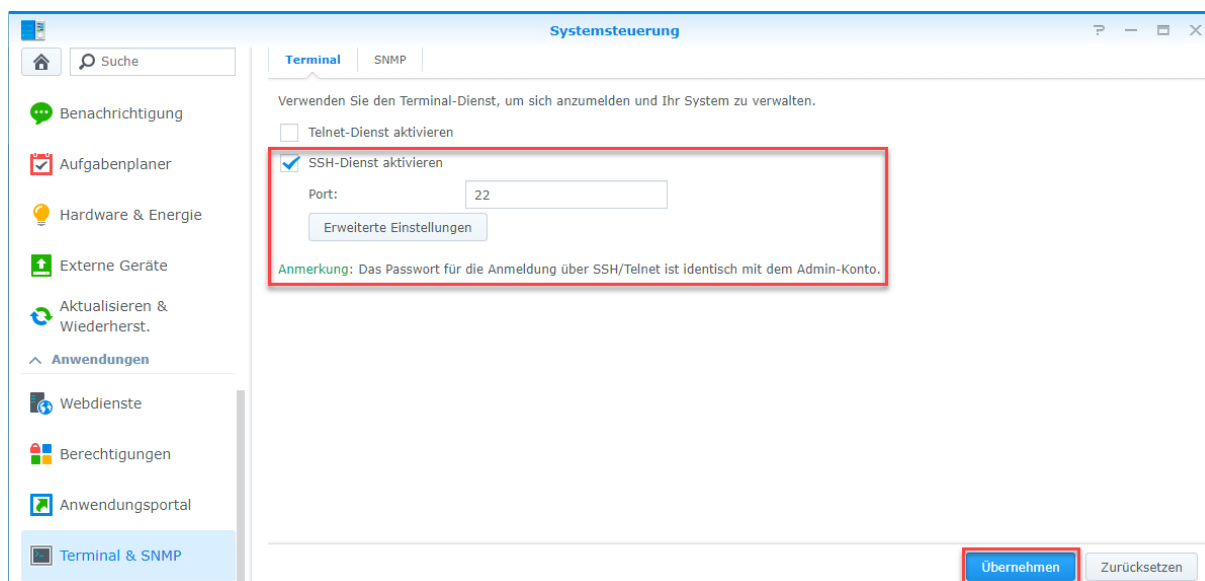 Systemsteuerung
Suche
Benachrichtigung
Aufgabenplaner
Hardware & Energie
Externe Geräte
Aktualisieren &
Wiederherst.
Anwendungen
Webdienste
Berechtigungen
Anwendungsportal
Terminal & SNMP
Terminal SNMP
Verwenden Sie den Terminal-Dienst, um sich anzumelden und Ihr System zu verwalten.
Telnet-Dienst aktivieren
SSH-Dienst aktivieren
Port: 22
Erweiterte Einstellungen
Anmerkung: Das Passwort für die Anmeldung über SSH/Telnet ist identisch mit dem Admin-Konto.
Übernehmen Zurücksetzen